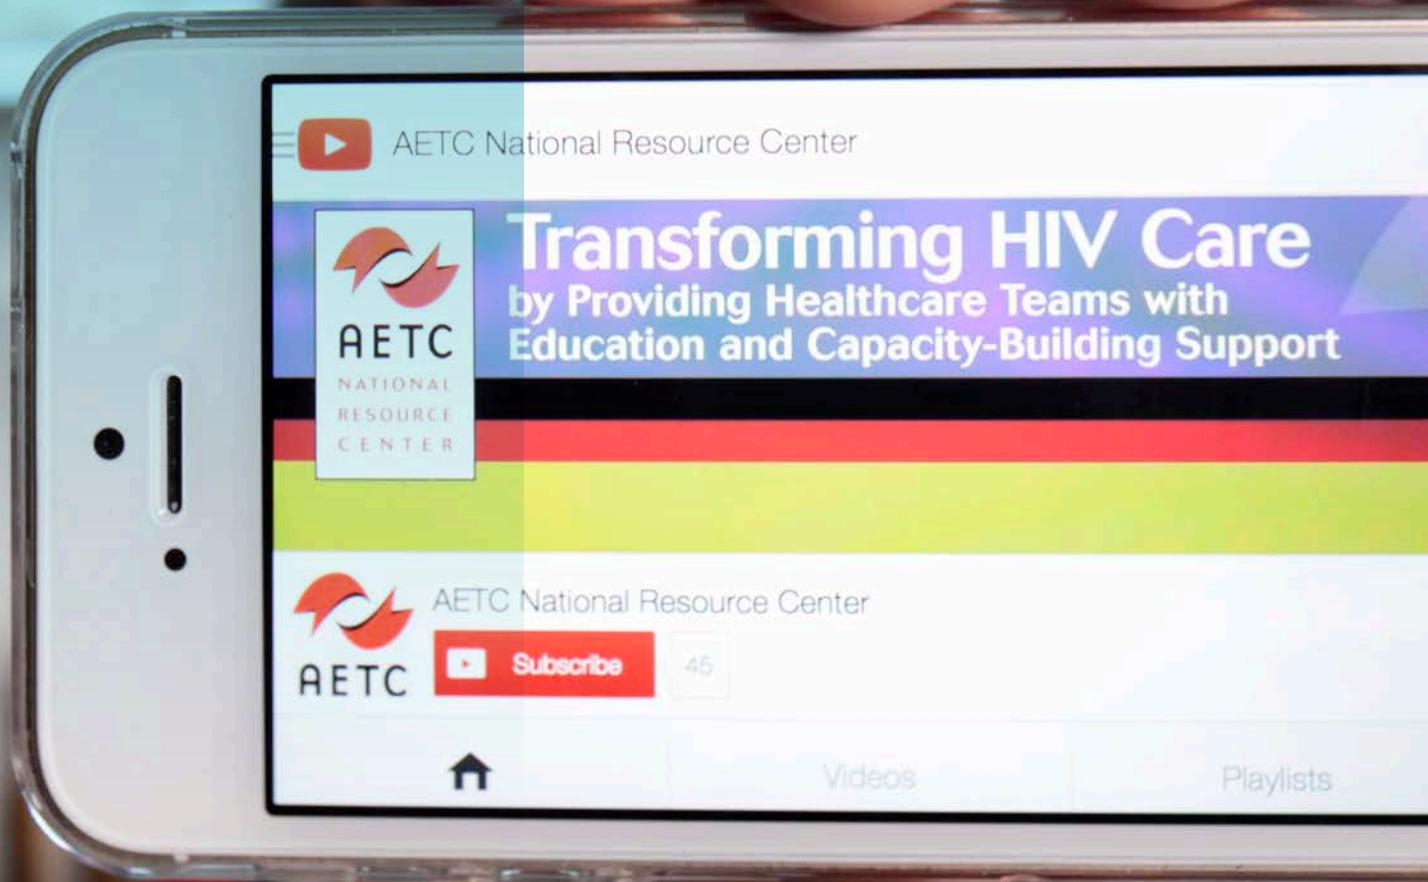 AETC National Resource Center
Transforming HIV Care
by Providing Healthcare Teams with
Education and Capacity-Building Support
AETC
NATIONAL
RESOURCE
CENTER
AETC National Resource Center
Subscribe 45
AETC
Videos Playlists